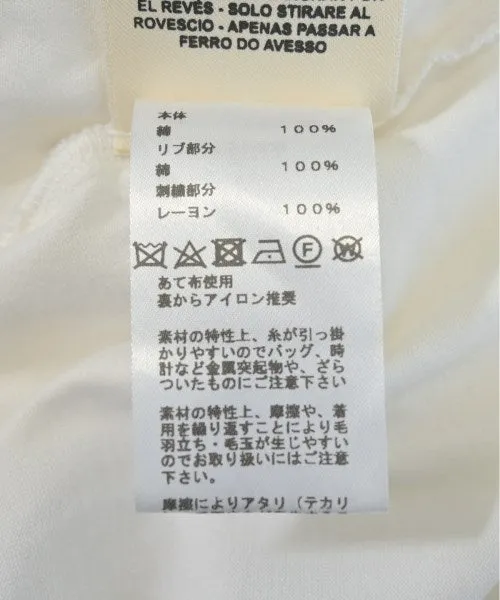 EL REVÉS - SOLO STIRARE AL
ROVESCIO - APENAS PASSAR A
FERRO DO AVESSO
本体
綿 100%
リブ部分
綿 100%
刺繍部分
レーヨン 100%
F W
あて布使用
裏からアイロン推奨
素材の特性上、糸が引っ掛
かりやすいのでバッグ、時
計など金属突起物や、ざら
ついたものにご注意下さい
素材の特性上、摩擦や、着
用を繰り返すことにより毛
羽立ち・毛玉が生じやすい
のでお取り扱いにはご注意
下さい。
摩擦によりアタリ（テカリ